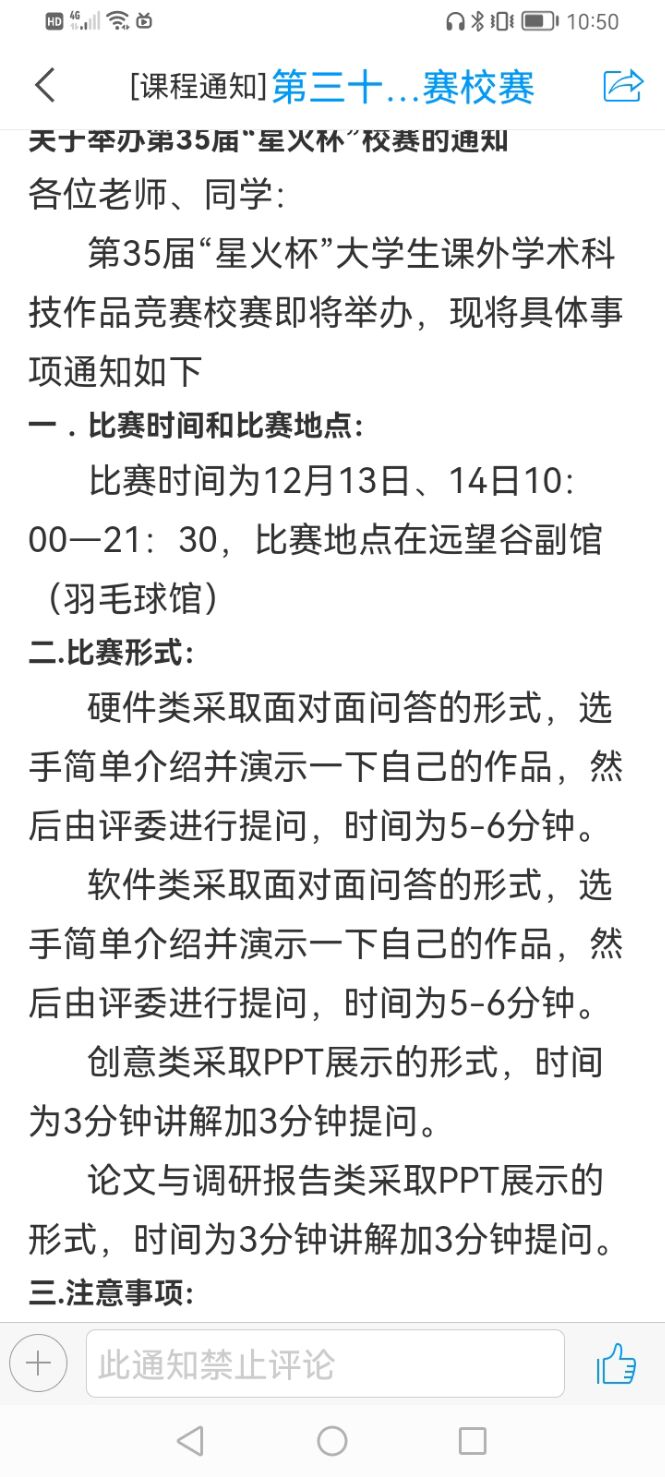 HD 4G 10:50
[课程通知]第三十...赛校赛
关于举办第35届“星火杯”校赛的通知
各位老师、同学：
第35届“星火杯”大学生课外学术科
技作品竞赛校赛即将举办，现将具体事
项通知如下
一．比赛时间和比赛地点：
比赛时间为12月13日、14日10：
00—21：30，比赛地点在远望谷副馆
（羽毛球馆）
二.比赛形式：
硬件类采取面对面问答的形式，选
手简单介绍并演示一下自己的作品，然
后由评委进行提问，时间为5-6分钟。
软件类采取面对面问答的形式，选
手简单介绍并演示一下自己的作品，然
后由评委进行提问，时间为5-6分钟。
创意类采取PPT展示的形式，时间
为3分钟讲解加3分钟提问。
论文与调研报告类采取PPT展示的
形式，时间为3分钟讲解加3分钟提问。
三.注意事项：
此通知禁止评论